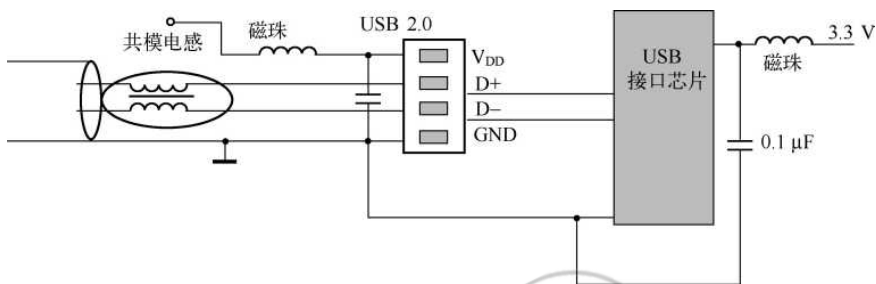 USB 2.0
磁珠
共模电感
V_DD
D+
D−
GND
USB
接口芯片
3.3 V
磁珠
0.1 μF